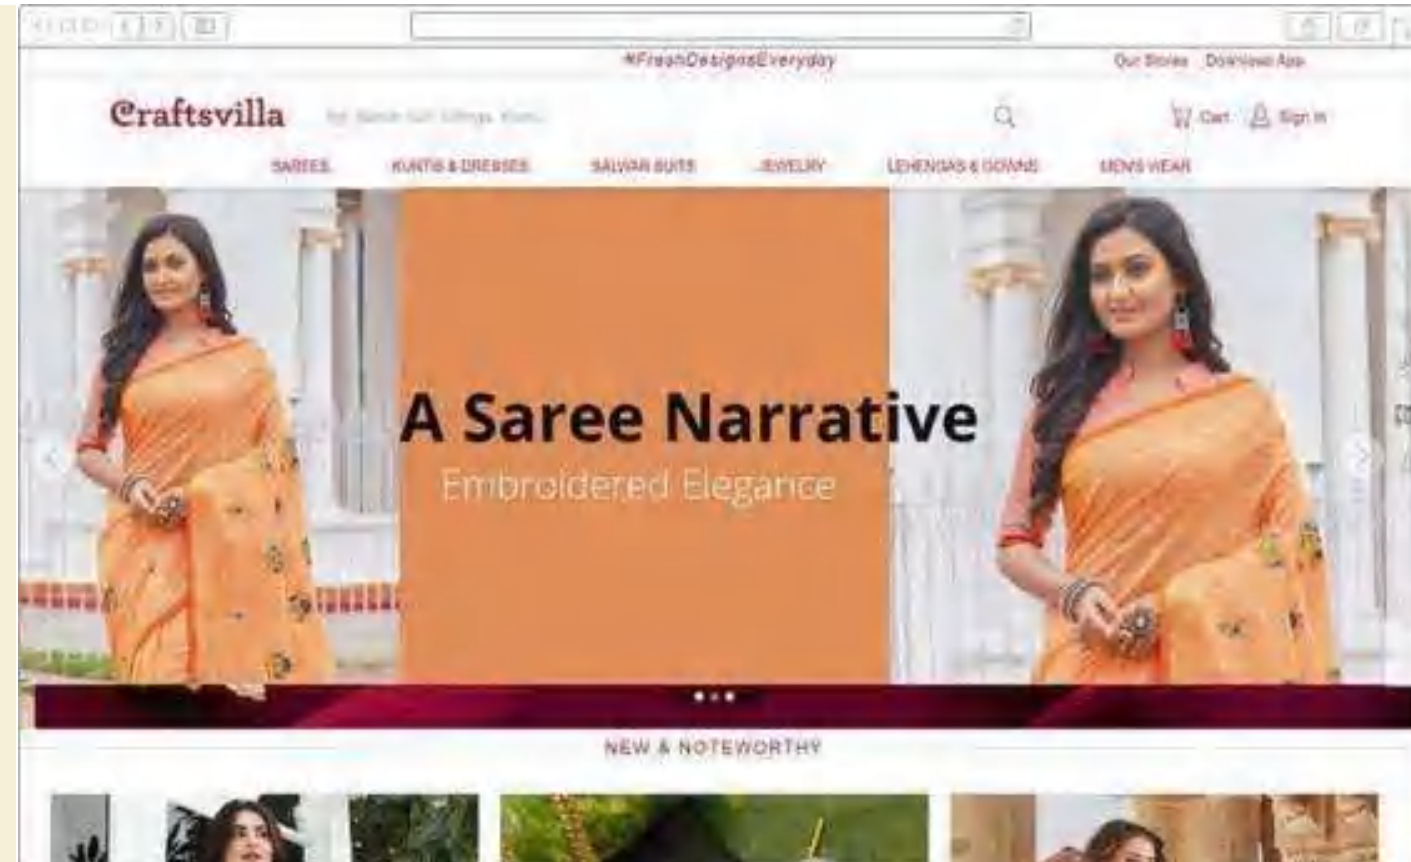 #FreshDesignsEveryday
Our Stores Download App
Craftsvilla
Cart Sign In
SAREES KURTIS & DRESSES SALWAR SUITS JEWELRY LEHENGAS & GOWNS MEN'S WEAR
A Saree Narrative
Embroidered Elegance
NEW & NOTEWORTHY